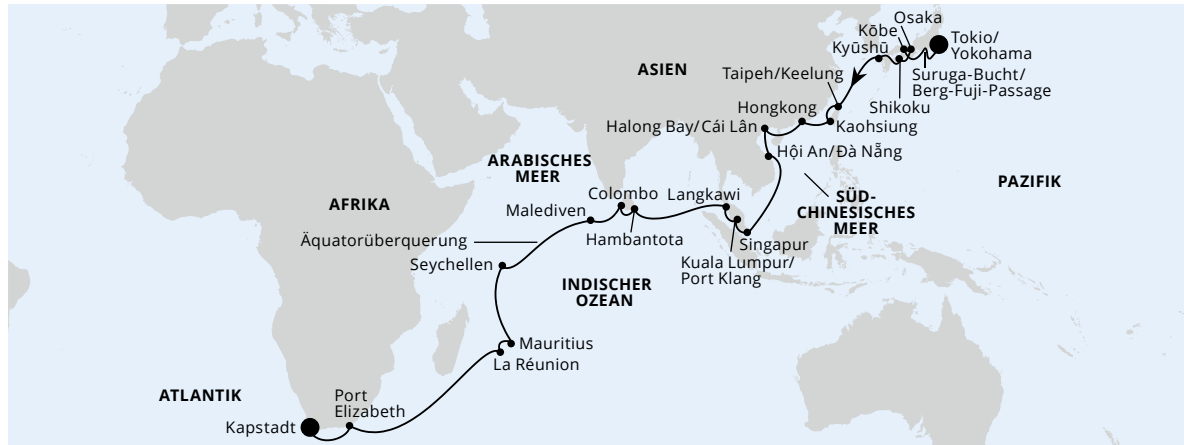 Osaka
Kōbe
Kyūshū
Tokio/
Yokohama
Suruga-Bucht/
Berg-Fuji-Passage
Shikoku
ASIEN
Taipeh/Keelung
Hongkong
Kaohsiung
Halong Bay/Cái Lân
Hội An/Đà Nẵng
ARABISCHES
MEER
PAZIFIK
AFRIKA
Colombo
Langkawi
SÜD-
CHINESISCHES
MEER
Malediven
Hambantota
Singapur
Äquatorüberquerung
Kuala Lumpur/
Port Klang
Seychellen
INDISCHER
OZEAN
Mauritius
La Réunion
ATLANTIK
Port
Elizabeth
Kapstadt